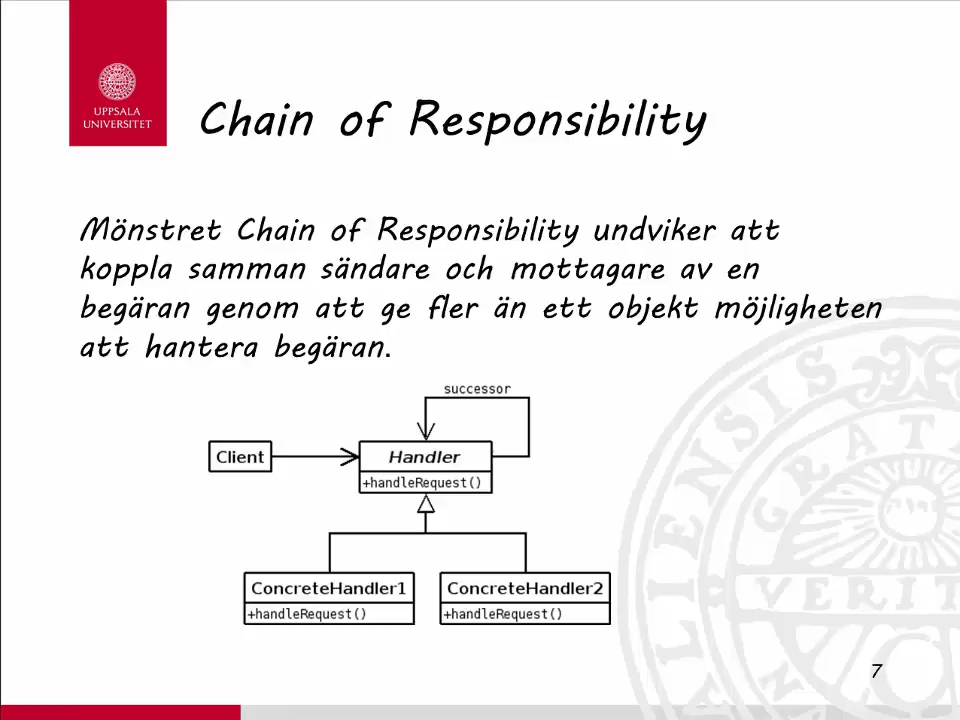 UPPSALA
UNIVERSITET
Chain of Responsibility
Mönstret Chain of Responsibility undviker att
koppla samman sändare och mottagare av en
begäran genom att ge fler än ett objekt möjligheten
att hantera begäran.
successor
Client
Handler
+handleRequest()
ConcreteHandler1
+handleRequest()
ConcreteHandler2
+handleRequest()
7